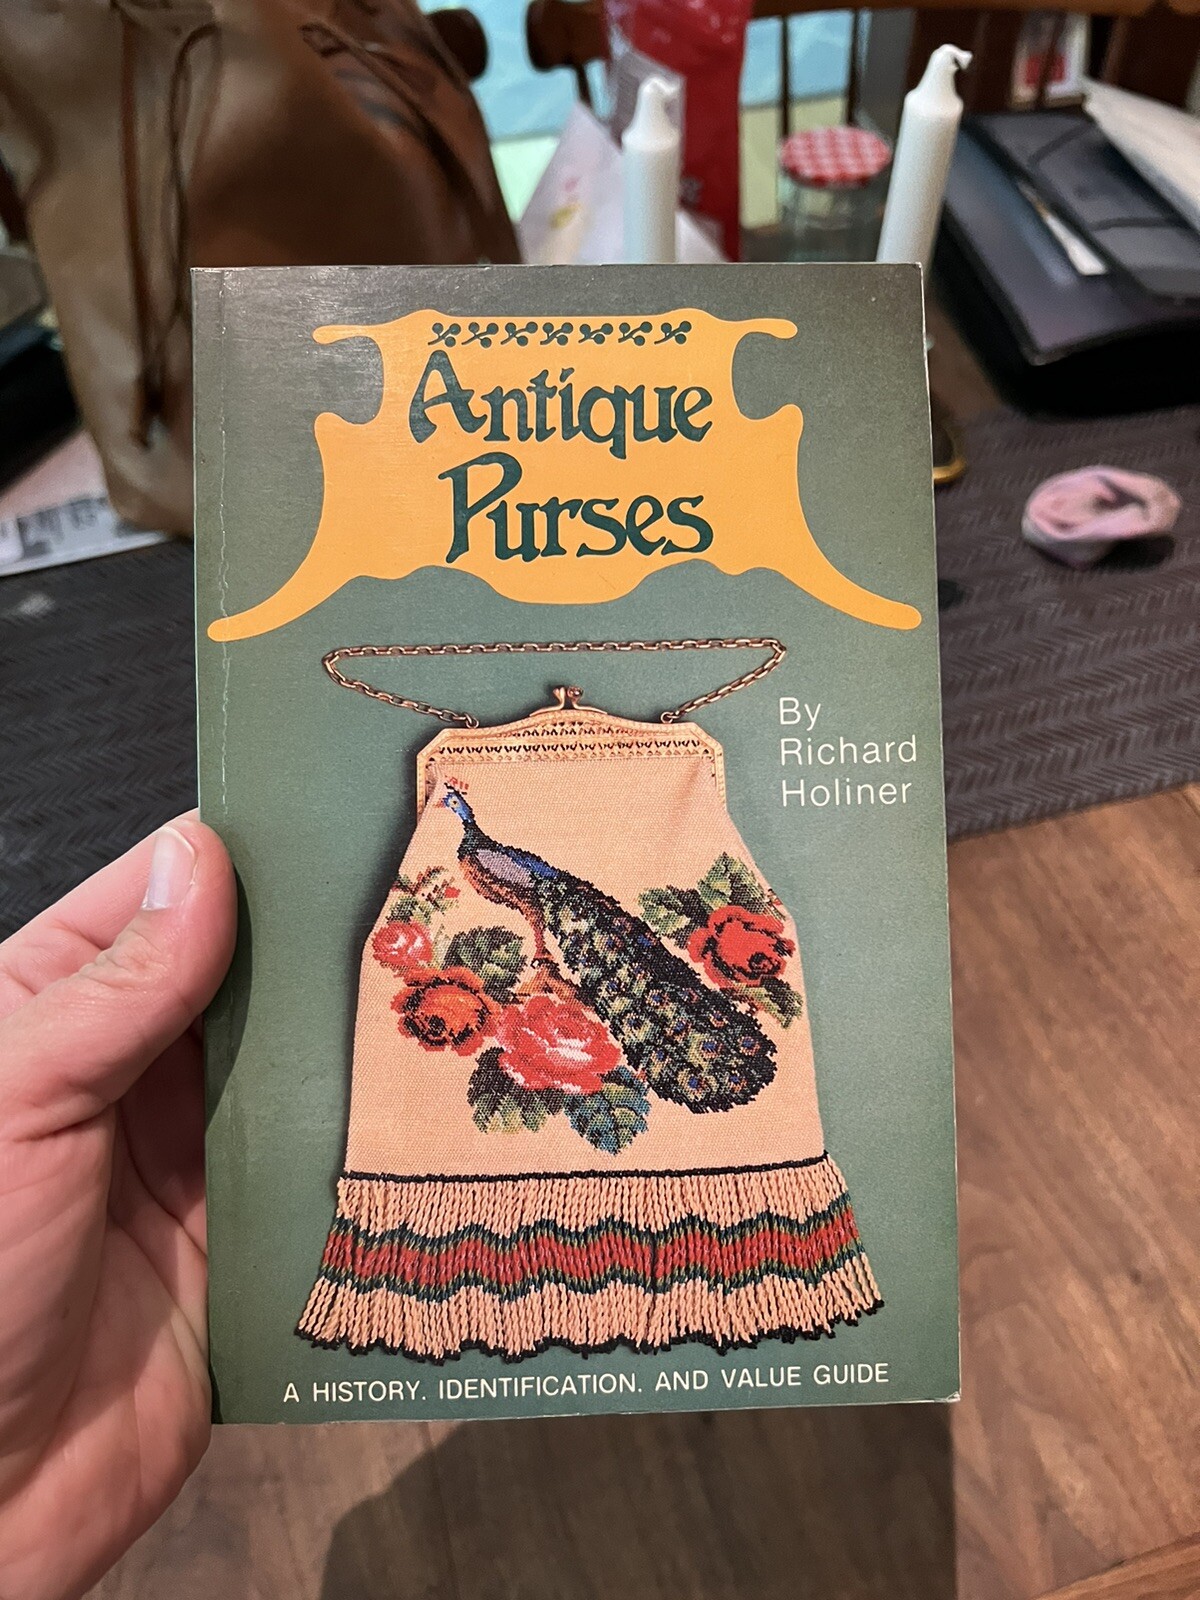 Antique
Purses
By
Richard
Holiner
A HISTORY. IDENTIFICATION. AND VALUE GUIDE